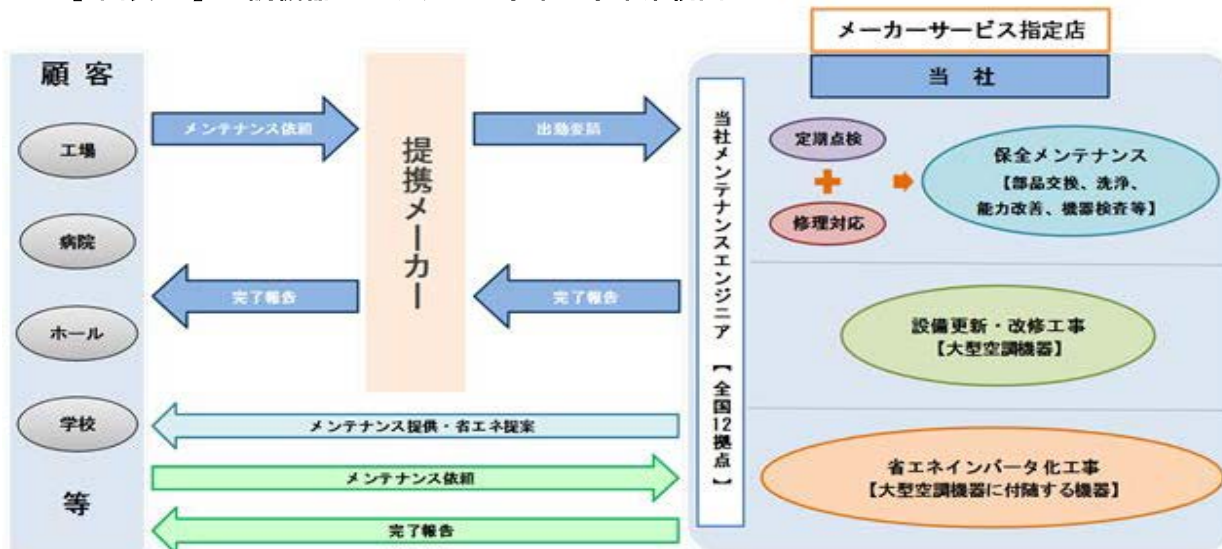 メーカーサービス指定店
顧客
工場
病院
ホール
学校
等
メンテナンス依頼
完了報告
提携メーカー
出動要請
完了報告
メンテナンス提供・省エネ提案
メンテナンス依頼
完了報告
当社メンテナンスエンジニア【全国12拠点】
当社
定期点検
修理対応
保全メンテナンス
【部品交換、洗浄、
能力改善、機器検査等】
設備更新・改修工事
【大型空調機器】
省エネインバータ化工事
【大型空調機器に付随する機器】